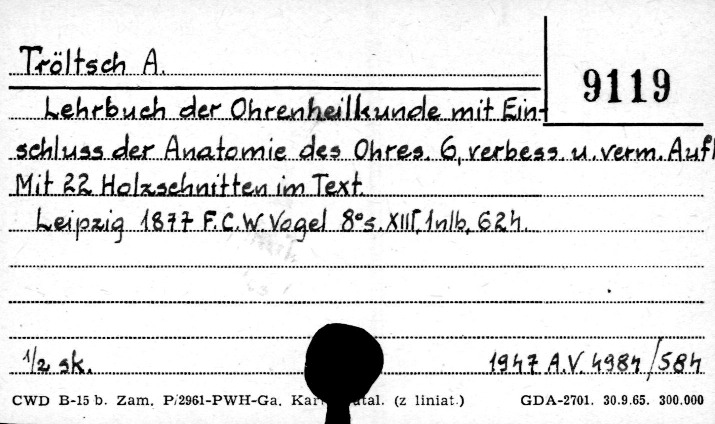 Tröltsch A.
9119
Lehrbuch der Ohrenheilkunde mit Ein-
schluss der Anatomie des Ohres. 6, verbess. u. verm. Aufl
Mit 22 Holzschnitten im Text
Leipzig 1877 F.C.W. Vogel 8° s. XIII, 1nlb, 624.
1/2 sk. 1947 A.V. 4984/584
CWD B-15 b. Zam. P/2961-PWH-Ga. Kar tal. (z liniat.) GDA-2701. 30.9.65. 300.000